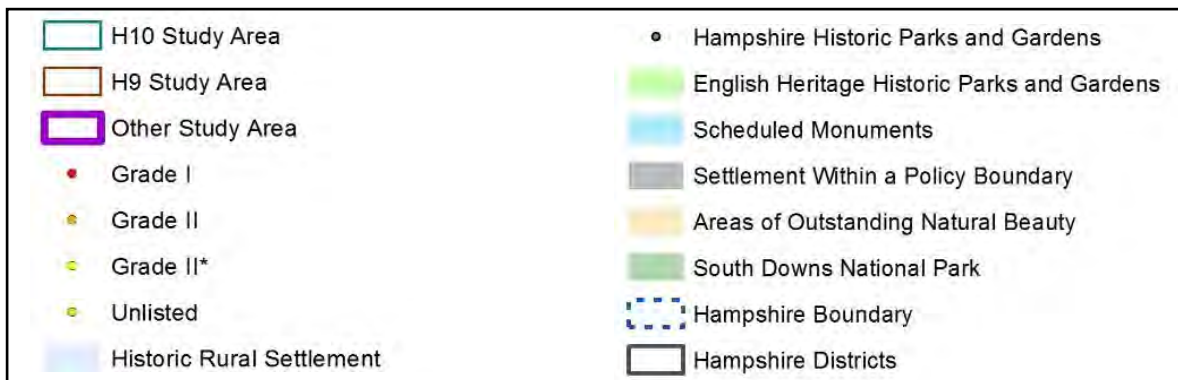 H10 Study Area
H9 Study Area
Other Study Area
Grade I
Grade II
Grade II*
Unlisted
Historic Rural Settlement
Hampshire Historic Parks and Gardens
English Heritage Historic Parks and Gardens
Scheduled Monuments
Settlement Within a Policy Boundary
Areas of Outstanding Natural Beauty
South Downs National Park
Hampshire Boundary
Hampshire Districts